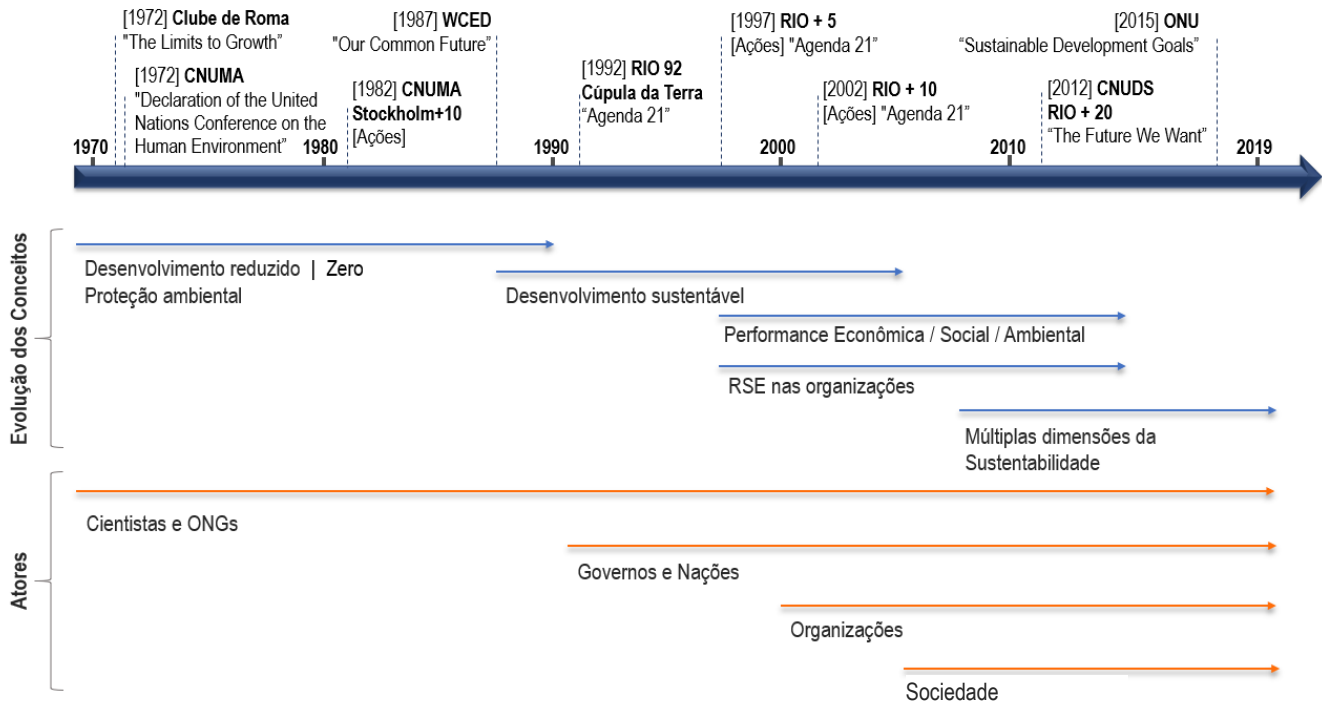 [1972] Clube de Roma
"The Limits to Growth”
[1972] CNUMA
"Declaration of the United
Nations Conference on the
Human Environment”
[1987] WCED
"Our Common Future”
[1982] CNUMA
Stockholm+10
[Ações]
[1992] RIO 92
Cúpula da Terra
“Agenda 21”
[1997] RIO + 5
[Ações] "Agenda 21”
[2002] RIO + 10
[Ações] "Agenda 21”
[2015] ONU
“Sustainable Development Goals”
[2012] CNUDS
RIO + 20
“The Future We Want”
1970
1980
1990
2000
2010
2019
Evolução dos Conceitos
Desenvolvimento reduzido | Zero
Proteção ambiental
Desenvolvimento sustentável
Performance Econômica / Social / Ambiental
RSE nas organizações
Múltiplas dimensões da
Sustentabilidade
Atores
Cientistas e ONGs
Governos e Nações
Organizações
Sociedade